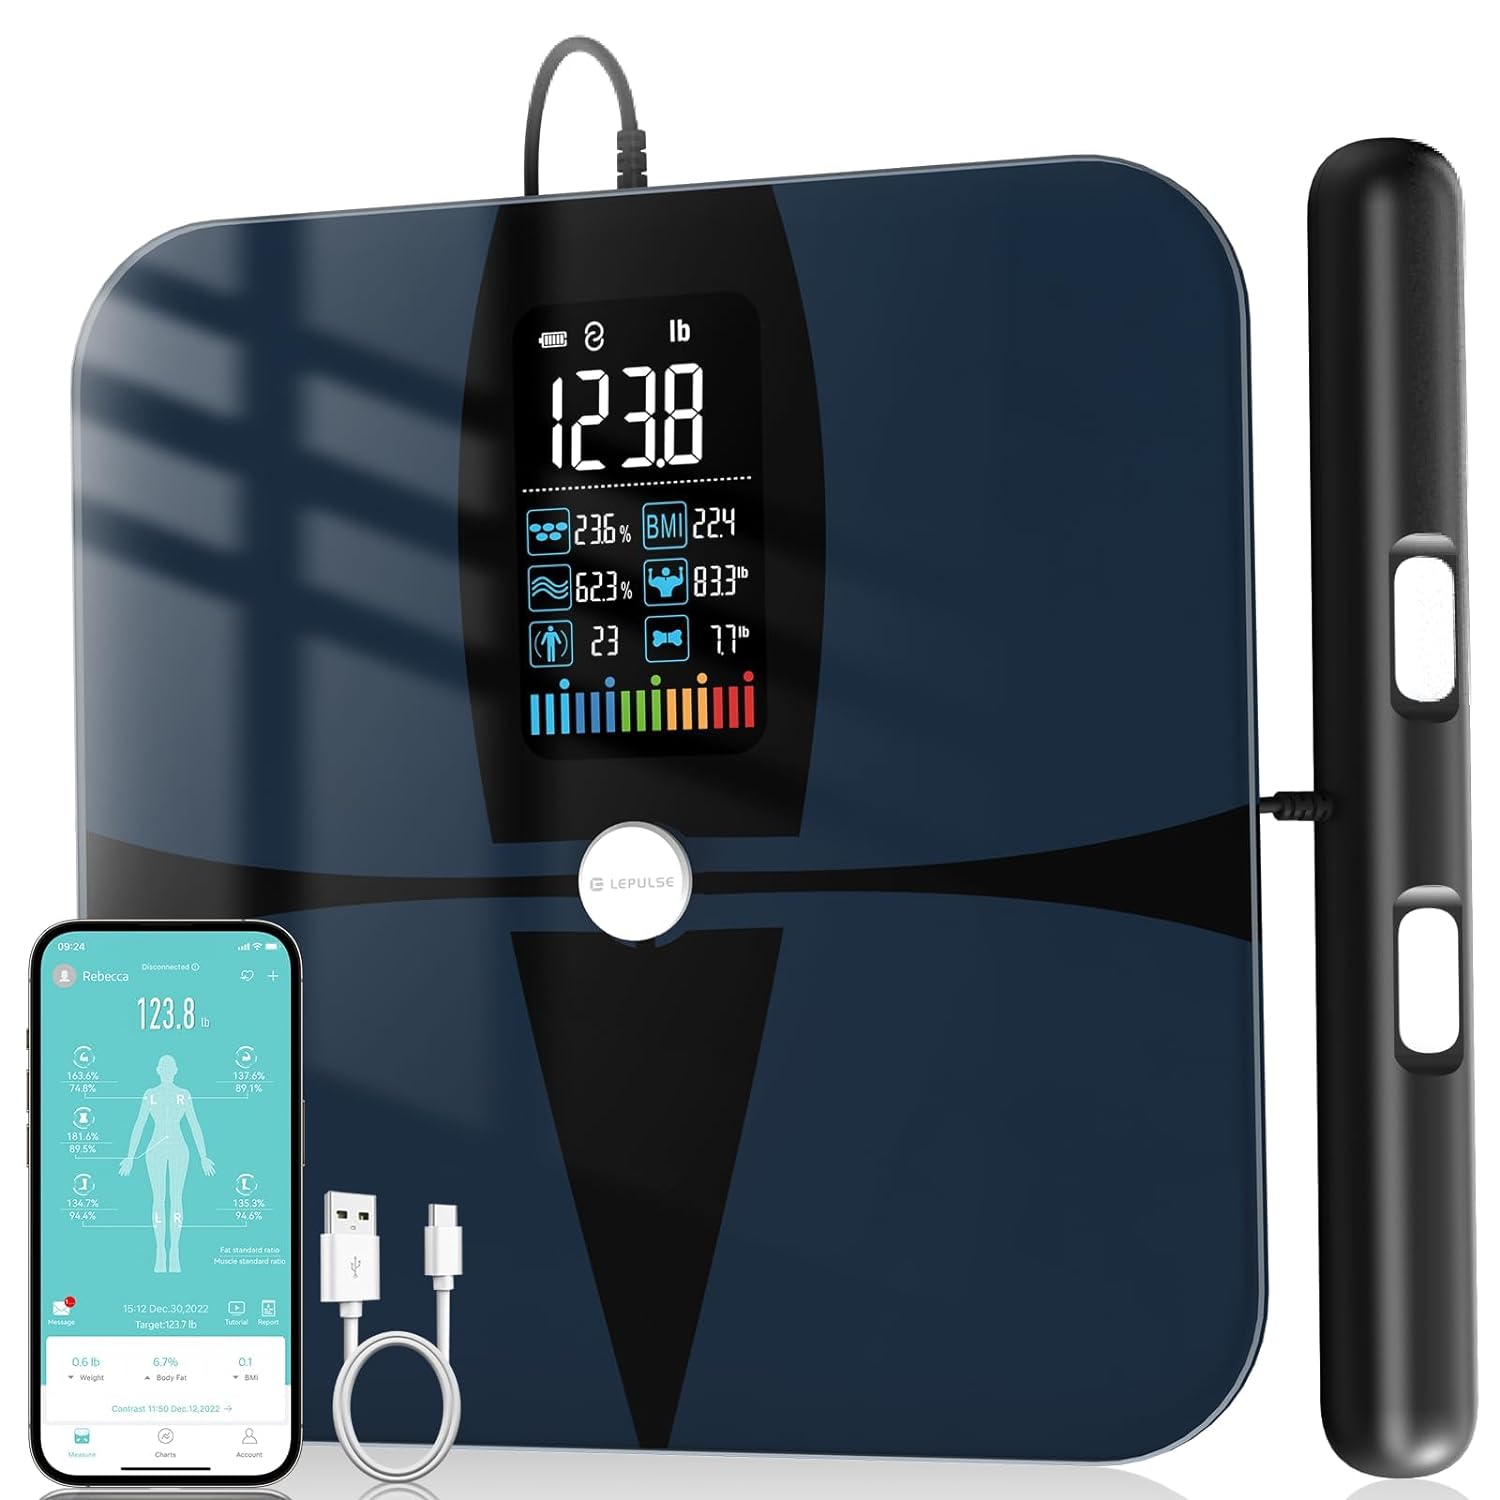 lb
123.8
23.6% BMI 22.4
62.3% 83.3lb
23 7.7lb
LEPULSE
09:24
Disconnected
Rebecca
123.8 lb
163.6% 137.6%
74.8% 89.1%
L R
181.6%
89.5%
134.7% 135.3%
94.4% 94.6%
L R
Fat standard ratio
Muscle standard ratio
15:12 Dec.30,2022
Message Target:123.7 lb Tutorial Report
0.6 lb 6.7% 0.1
Weight Body Fat BMI
Contrast 11:50 Dec.12,2022 →
Measure Charts Account